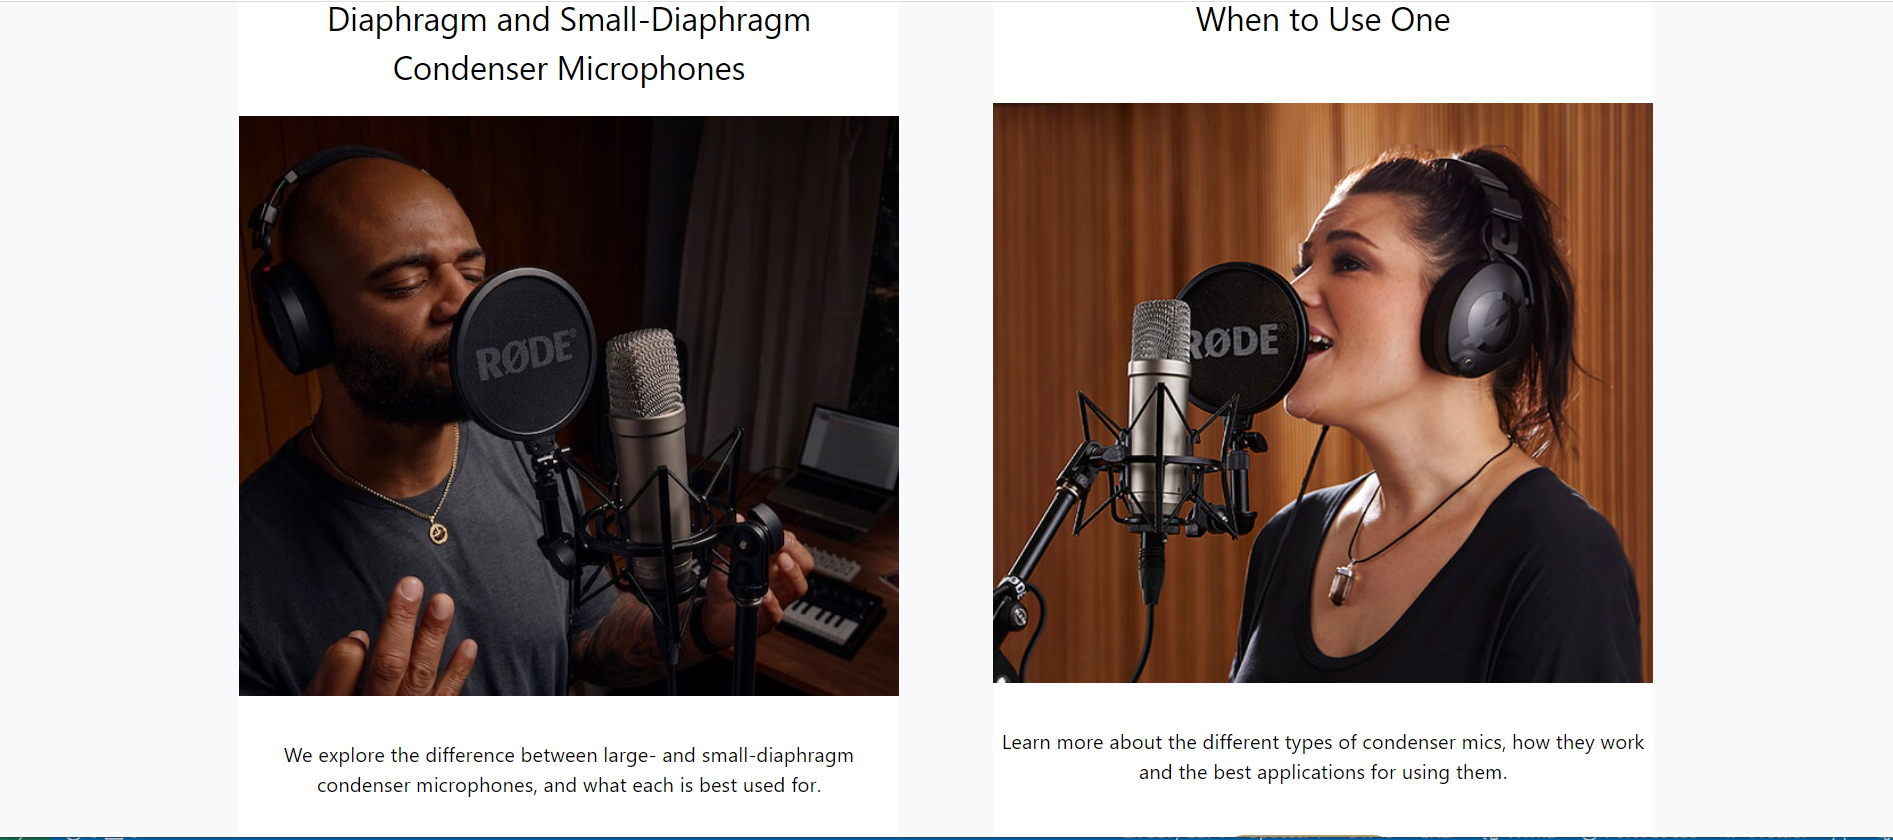 Diaphragm and Small-Diaphragm
Condenser Microphones
RØDE®
We explore the difference between large- and small-diaphragm
condenser microphones, and what each is best used for.
When to Use One
RØDE
RØDE
Learn more about the different types of condenser mics, how they work
and the best applications for using them.